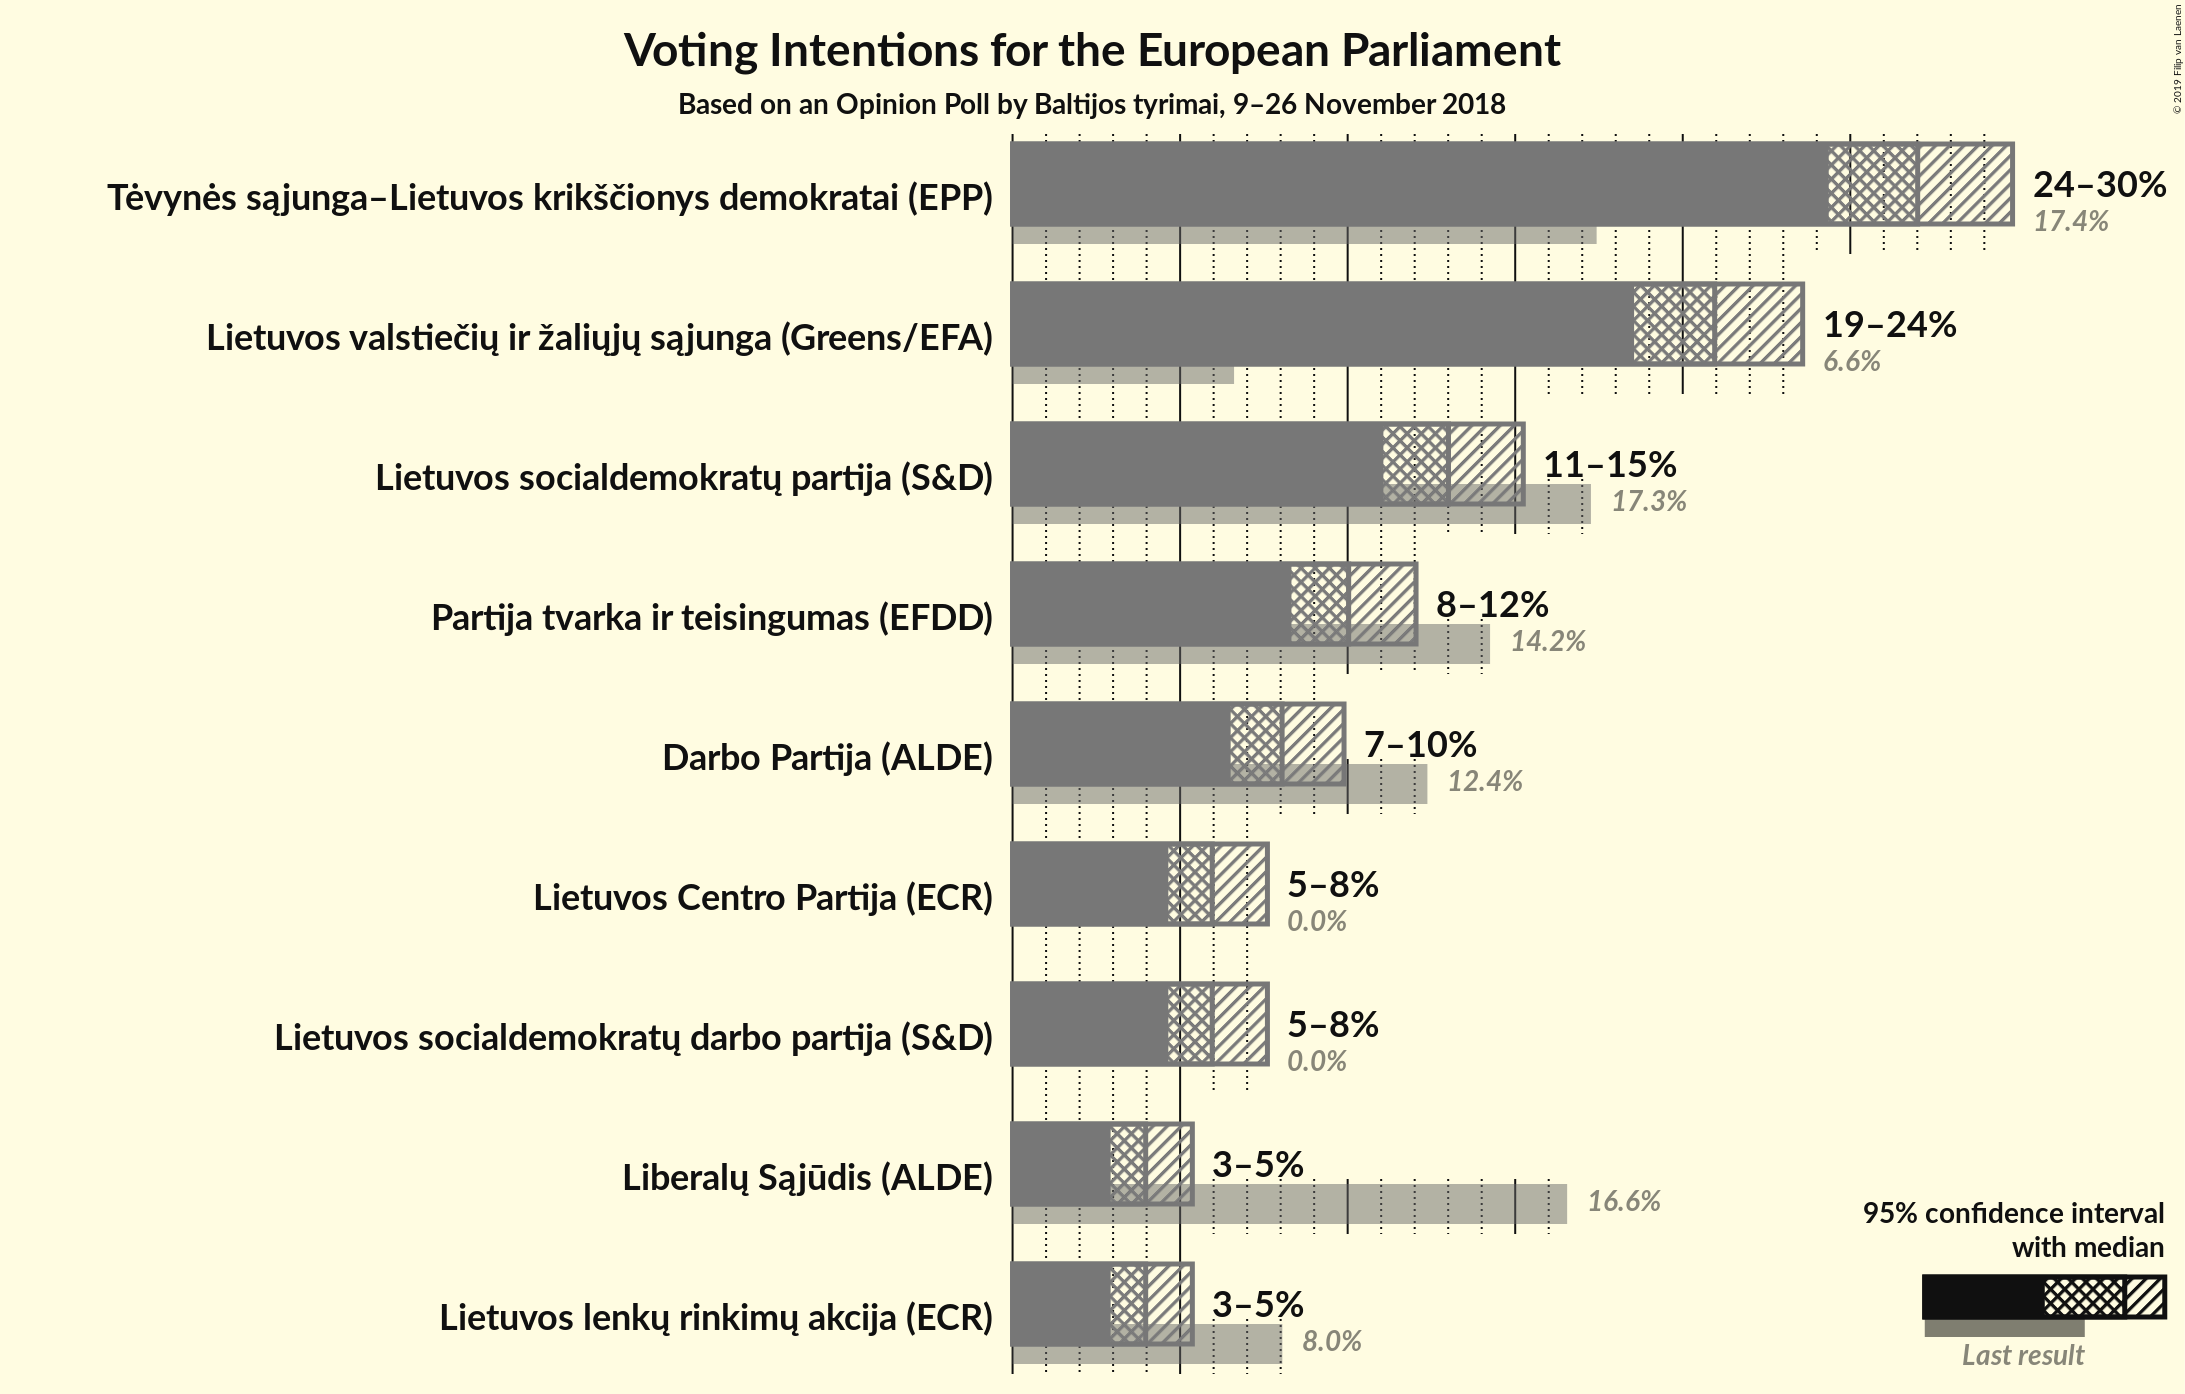 Voting Intentions for the European Parliament
Based on an Opinion Poll by Baltijos tyrimai, 9–26 November 2018
© 2019 Filip van Laenen
Tėvynės sąjunga–Lietuvos krikščionys demokratai (EPP)
24–30%
17.4%
Lietuvos valstiečių ir žaliųjų sąjunga (Greens/EFA)
19–24%
6.6%
Lietuvos socialdemokratų partija (S&D)
11–15%
17.3%
Partija tvarka ir teisingumas (EFDD)
8–12%
14.2%
Darbo Partija (ALDE)
7–10%
12.4%
Lietuvos Centro Partija (ECR)
5–8%
0.0%
Lietuvos socialdemokratų darbo partija (S&D)
5–8%
0.0%
Liberalų Sąjūdis (ALDE)
3–5%
16.6%
Lietuvos lenkų rinkimų akcija (ECR)
3–5%
8.0%
95% confidence interval
with median
Last result